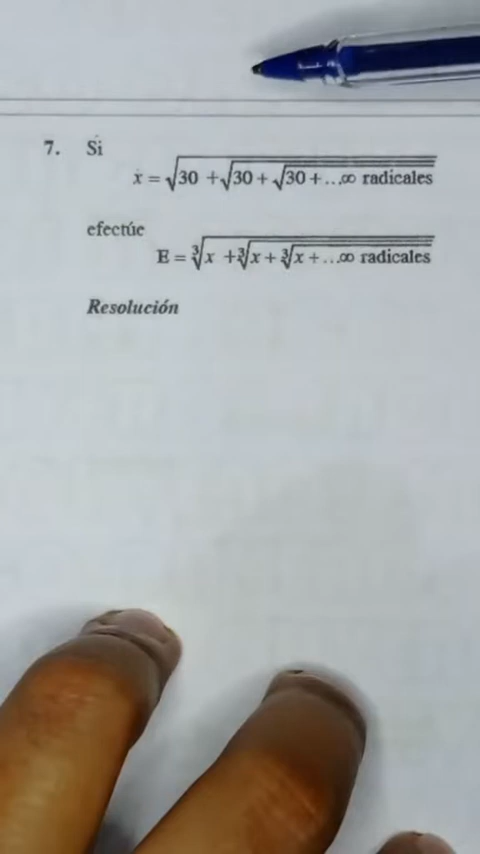 7. Si
x = √30 + √30 + √30 + ...∞ radicales
efectúe
E = ∛x + ∛x + ∛x + ...∞ radicales
Resolución